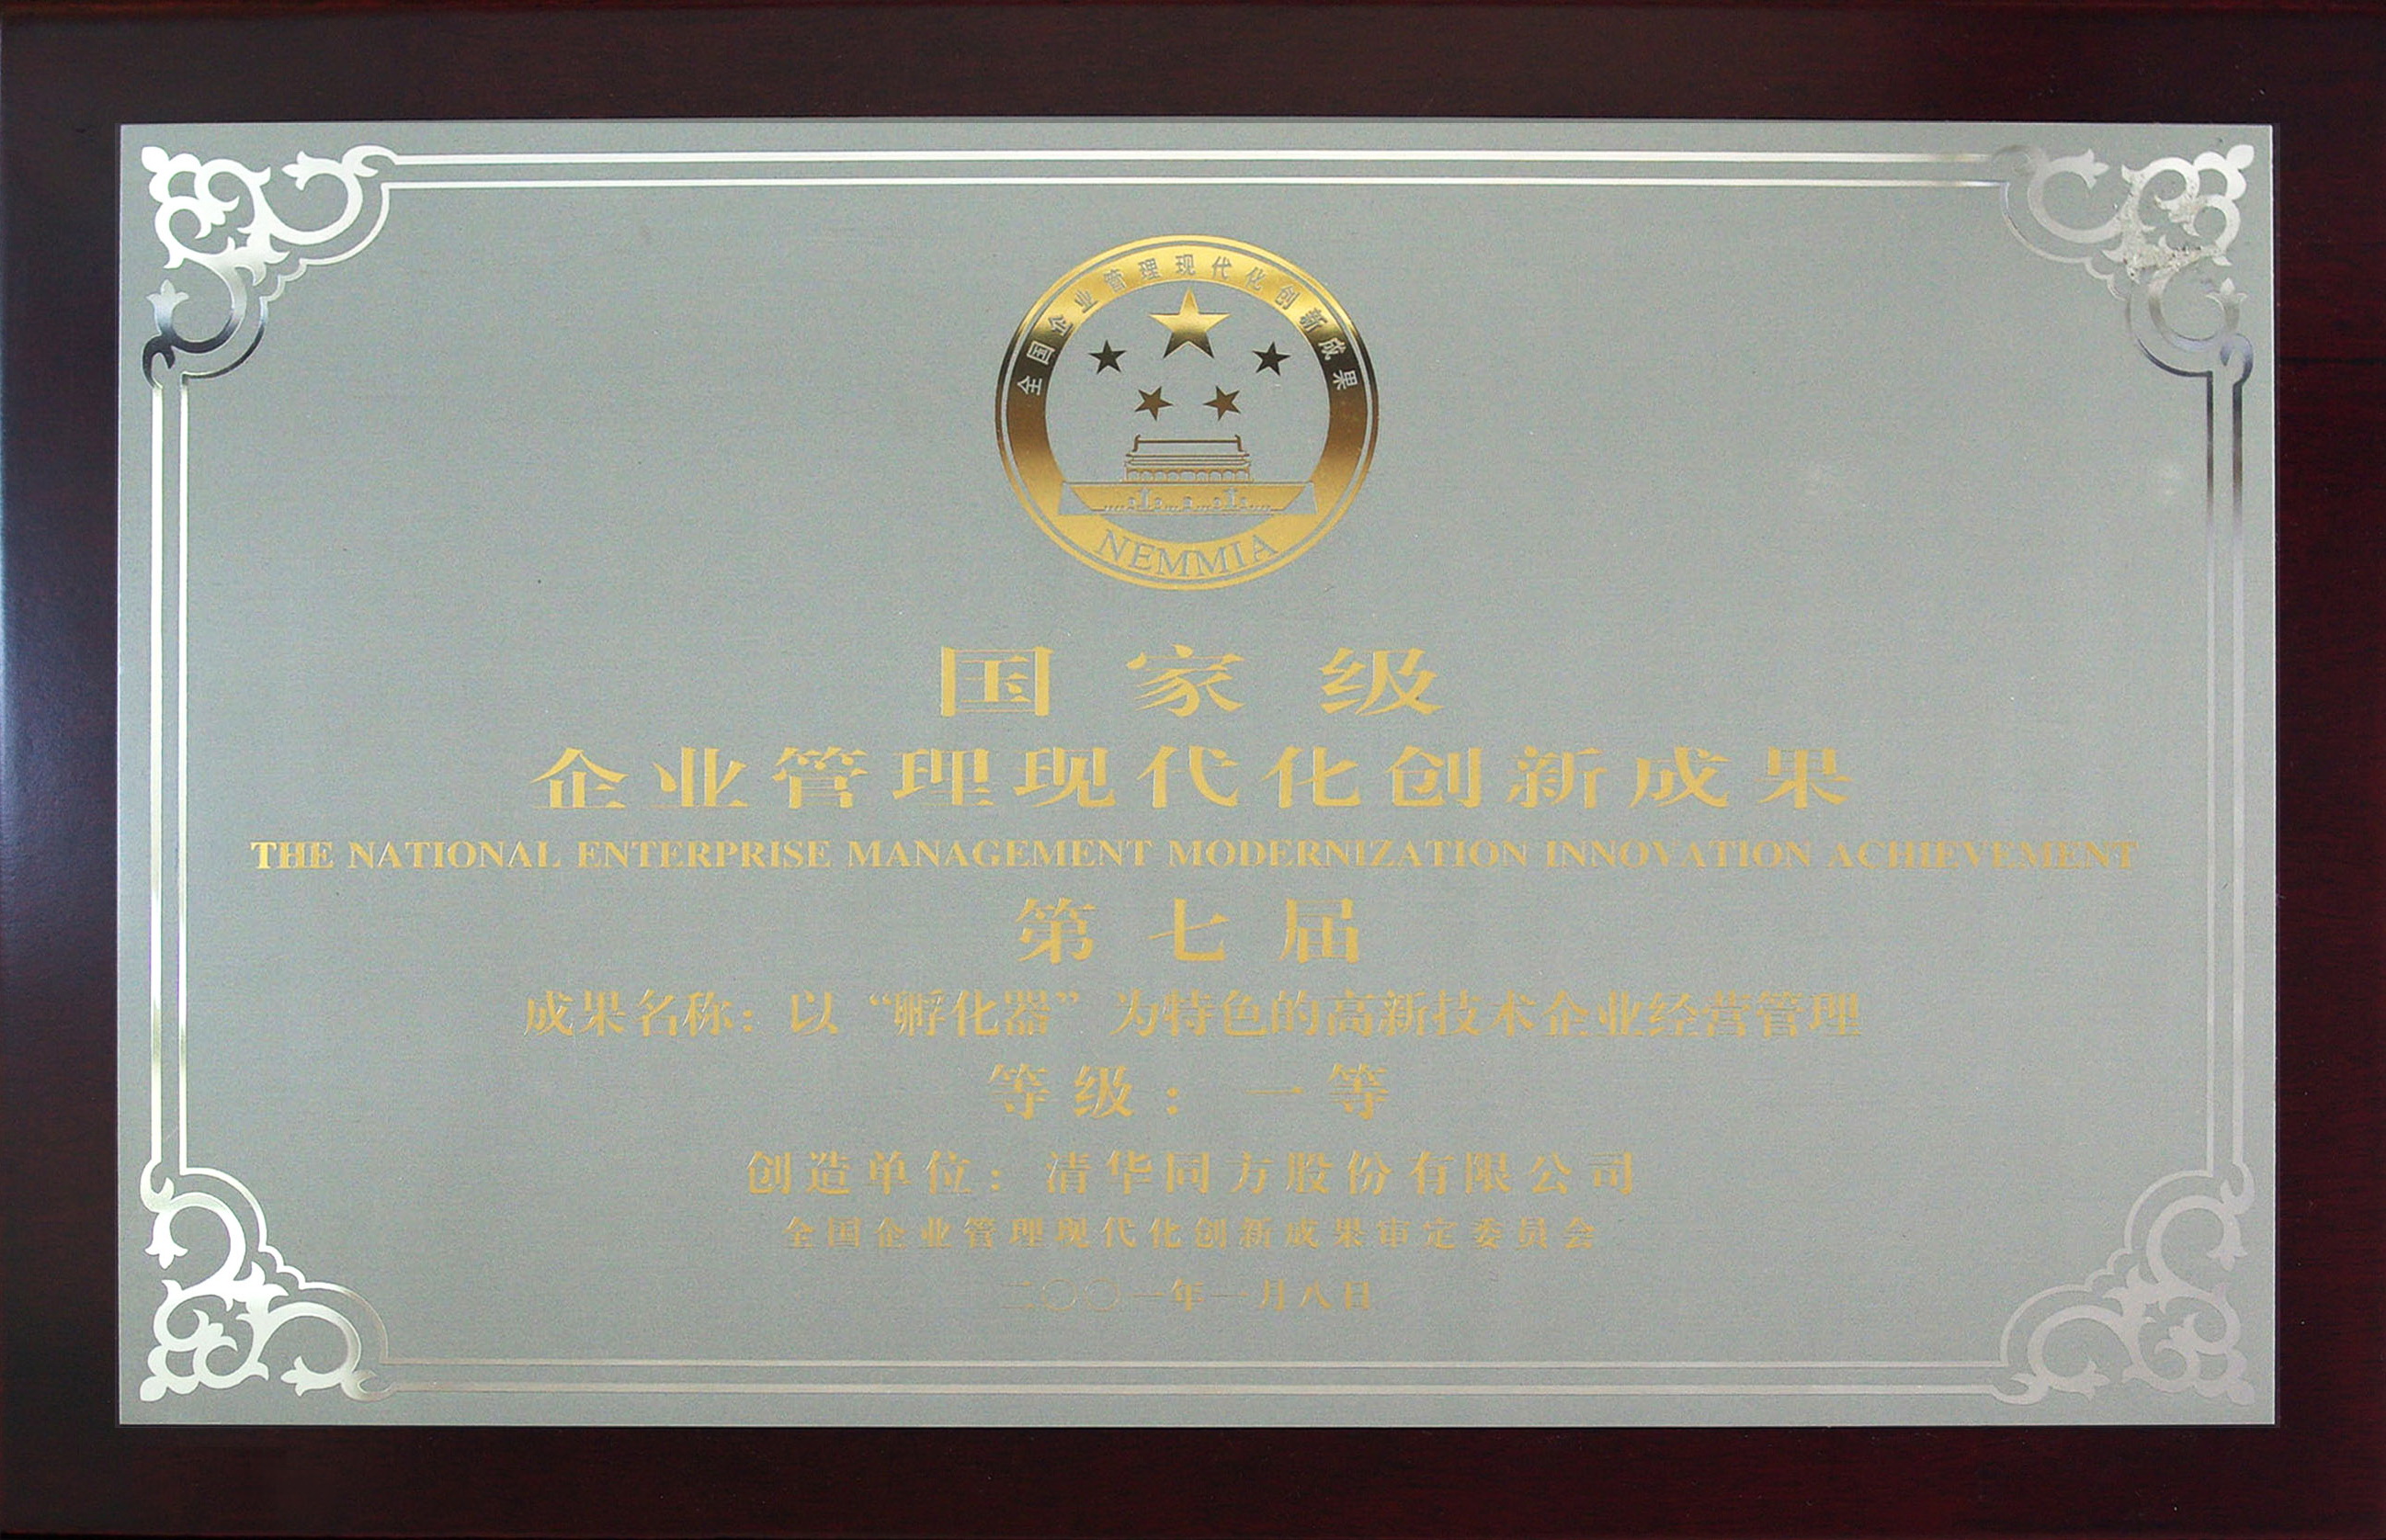 全国企业管理现代化创新成果
NEMMIA
国家级
企业管理现代化创新成果
THE NATIONAL ENTERPRISE MANAGEMENT MODERNIZATION INNOVATION ACHIEVEMENT
第七届
成果名称：以“孵化器”为特色的高新技术企业经营管理
等级：一等
创造单位：清华同方股份有限公司
全国企业管理现代化创新成果审定委员会
二〇〇一年一月八日